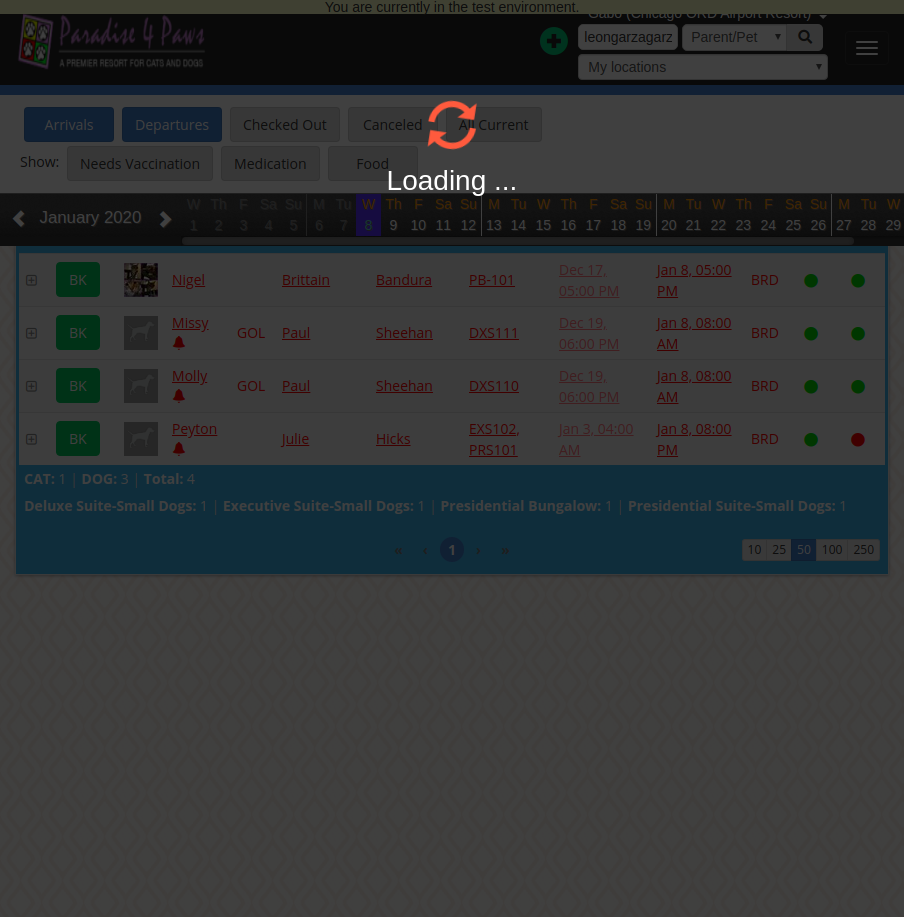 You are currently in the test environment.
Gabo (Chicago ORD Airport Resort)
Paradise 4 Paws
A PREMIER RESORT FOR CATS AND DOGS
leongarzagarz Parent/Pet
My locations
Arrivals Departures Checked Out Canceled All Current
Show: Needs Vaccination Medication Food
Loading ...
W Th F Sa Su M Tu W Th F Sa Su M Tu W Th F Sa Su M Tu W Th F Sa Su M Tu W
January 2020 1 2 3 4 5 6 7 8 9 10 11 12 13 14 15 16 17 18 19 20 21 22 23 24 25 26 27 28 29
BK Nigel Brittain Bandura PB-101 Dec 17, 05:00 PM Jan 8, 05:00 PM BRD
BK Missy GOL Paul Sheehan DXS111 Dec 19, 06:00 PM Jan 8, 08:00 AM BRD
BK Molly GOL Paul Sheehan DXS110 Dec 19, 06:00 PM Jan 8, 08:00 AM BRD
BK Peyton Julie Hicks EXS102, PRS101 Jan 3, 04:00 AM Jan 8, 08:00 PM BRD
CAT: 1 | DOG: 3 | Total: 4
Deluxe Suite-Small Dogs: 1 | Executive Suite-Small Dogs: 1 | Presidential Bungalow: 1 | Presidential Suite-Small Dogs: 1
« ‹ 1 › » 10 25 50 100 250